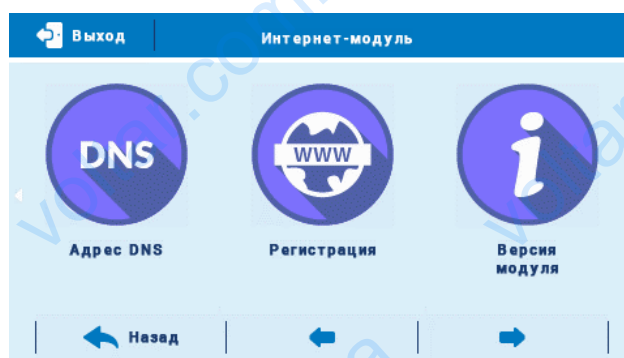 Выход
Интернет-модуль
DNS
WWW
i
Адрес DNS
Регистрация
Версия
модуля
Назад